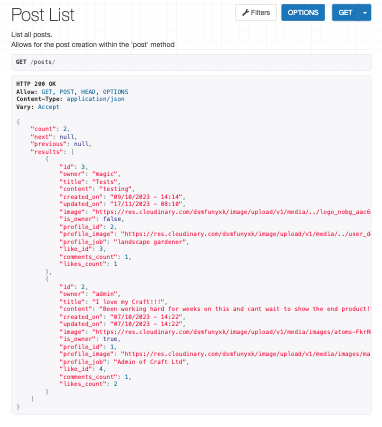 Post List
Filters
OPTIONS
GET
List all posts.
Allows for the post creation within the 'post' method
GET /posts/
HTTP 200 OK
Allow: GET, POST, HEAD, OPTIONS
Content-Type: application/json
Vary: Accept
{
"count": 2,
"next": null,
"previous": null,
"results": [
{
"id": 3,
"owner": "magic",
"title": "Tests",
"content": "testing",
"created_on": "09/10/2023 - 14:14",
"updated_on": "17/11/2023 - 00:10",
"image": "https://res.cloudinary.com/dsmfunyxk/image/upload/v1/media/../logo_nobg_aac6
"is_owner": false,
"profile_id": 2,
"profile_image": "https://res.cloudinary.com/dsmfunyxk/image/upload/v1/media/../user_d
"profile_job": "landscape gardener",
"like_id": 3,
"comments_count": 1,
"likes_count": 1
},
{
"id": 2,
"owner": "admin",
"title": "I love my Craft!!!",
"content": "Been working hard for weeks on this and cant wait to show the end product!
"created_on": "07/10/2023 - 14:22",
"updated_on": "07/10/2023 - 14:22",
"image": "https://res.cloudinary.com/dsmfunyxk/image/upload/v1/media/images/atoms-FkrR
"is_owner": true,
"profile_id": 1,
"profile_image": "https://res.cloudinary.com/dsmfunyxk/image/upload/v1/media/images/ma
"profile_job": "Admin of Craft Ltd",
"like_id": 4,
"comments_count": 1,
"likes_count": 2
}
]
}